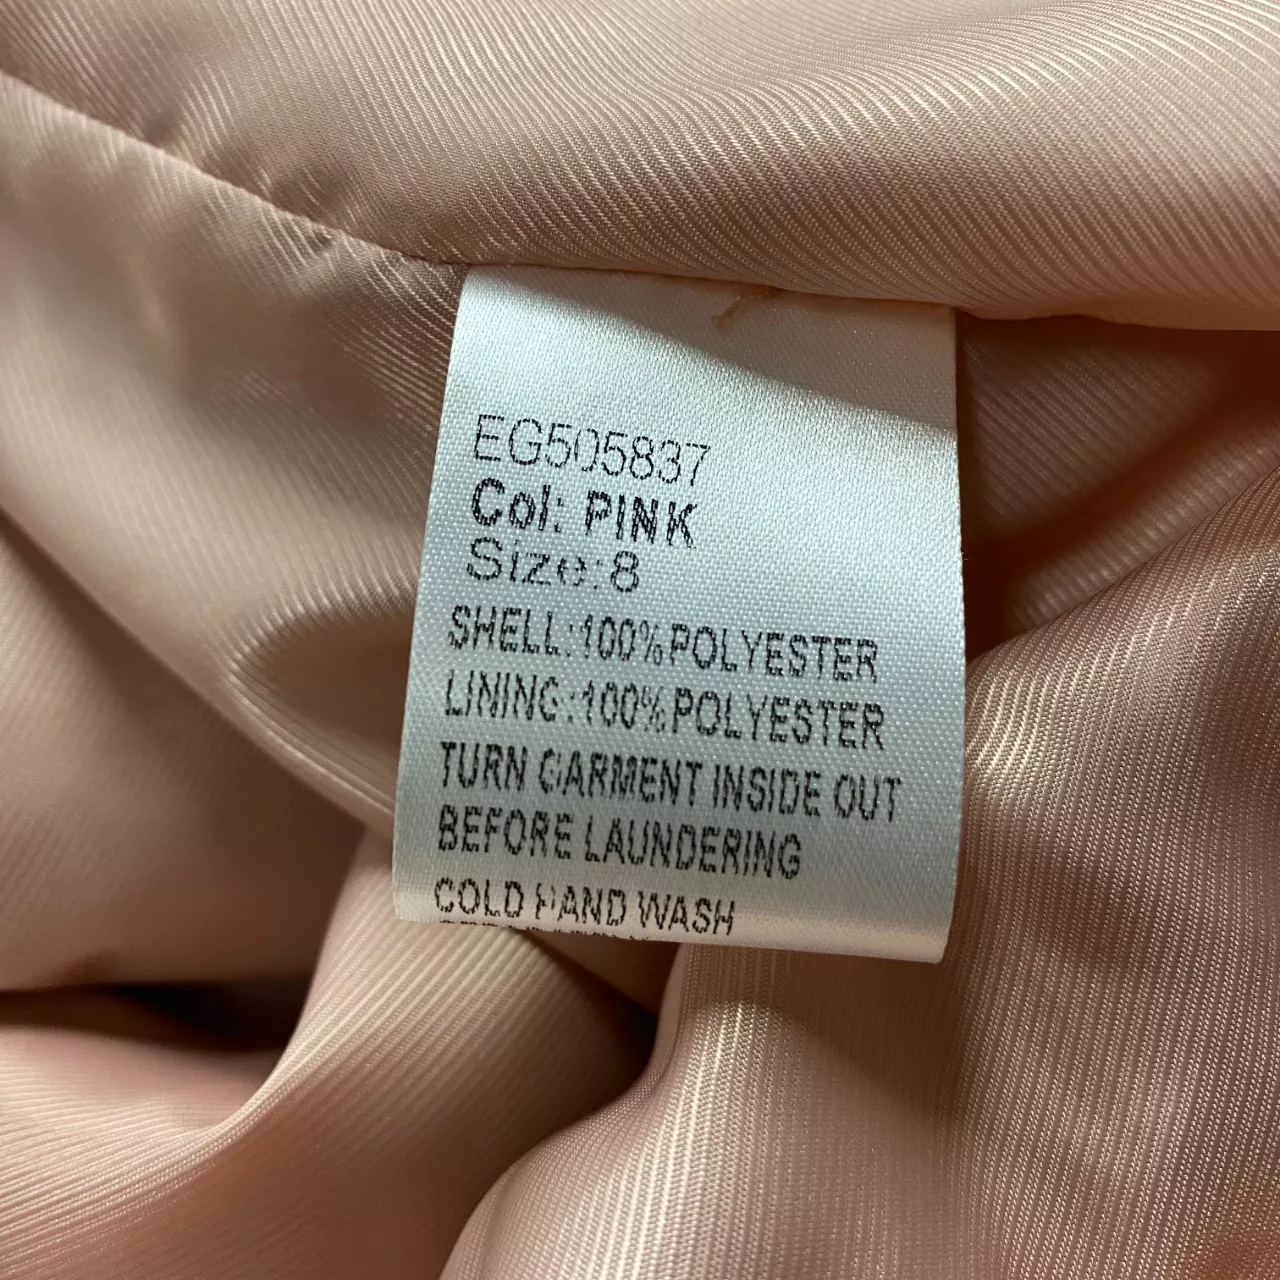 EG505837
Col: PINK
Size:8
SHELL:100%POLYESTER
LINING:100%POLYESTER
TURN GARMENT INSIDE OUT
BEFORE LAUNDERING
COLD HAND WASH